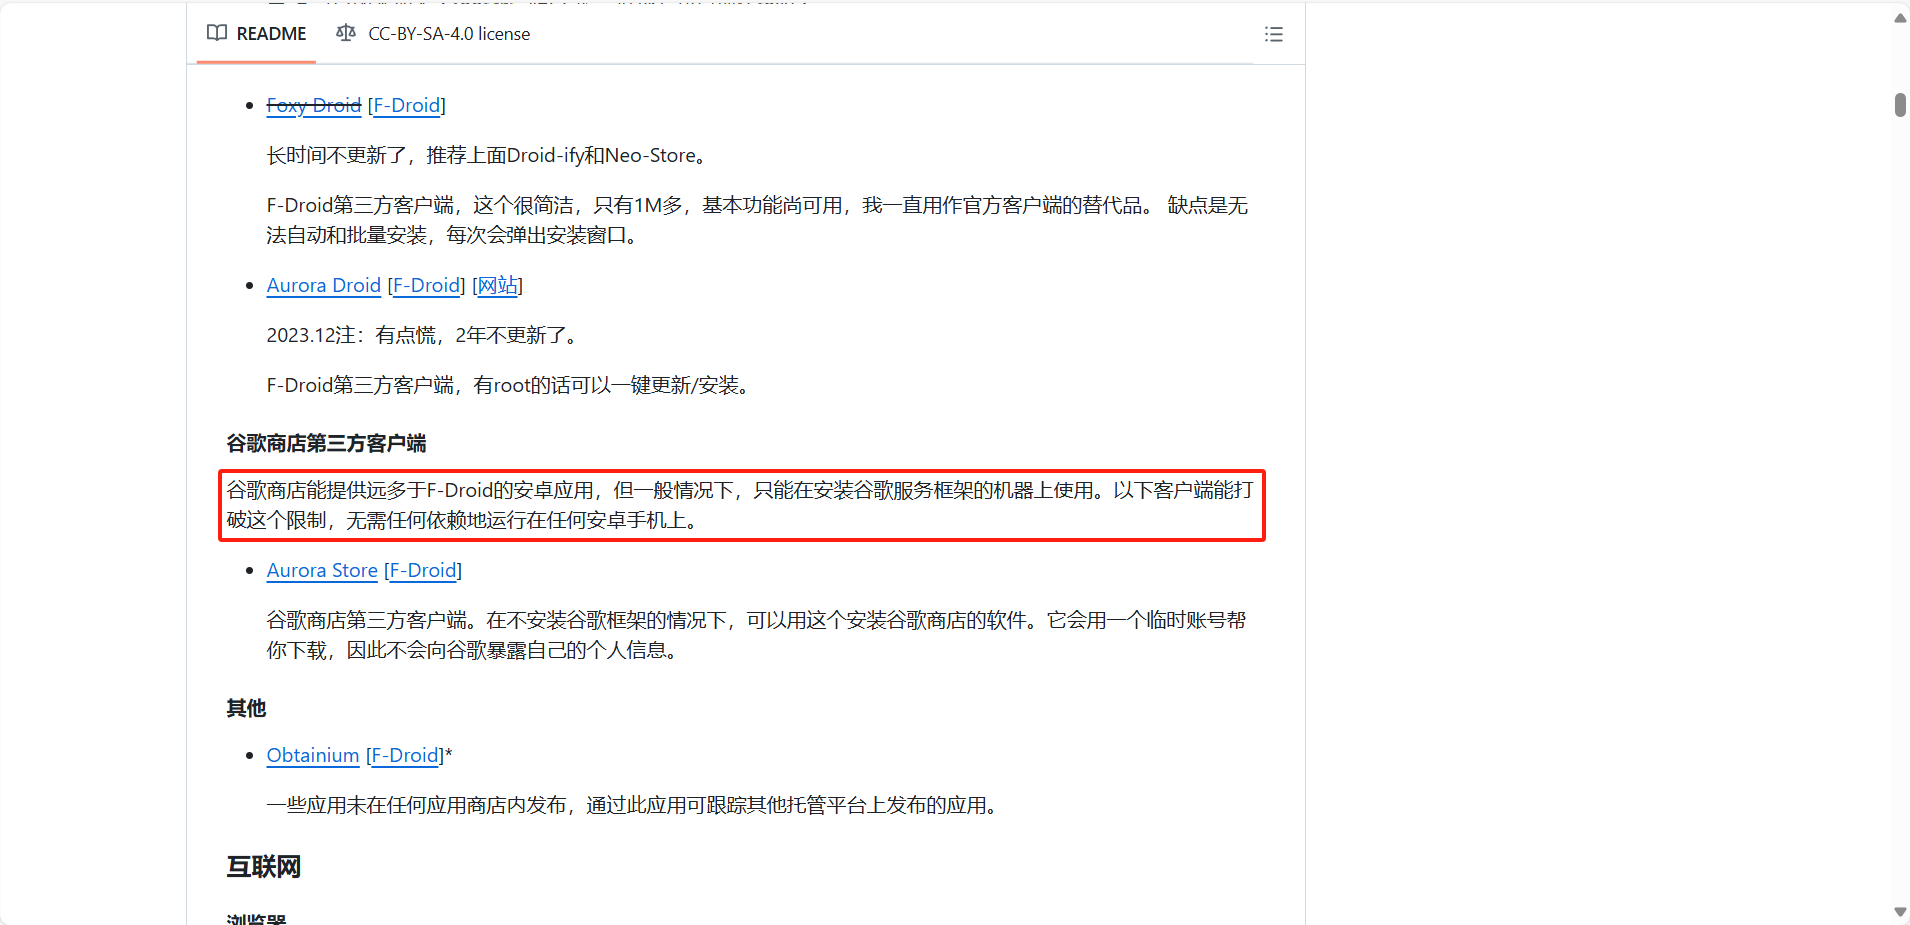 README
CC-BY-SA-4.0 license
Foxy Droid [F-Droid]
长时间不更新了，推荐上面Droid-ify和Neo-Store。
F-Droid第三方客户端，这个很简洁，只有1M多，基本功能尚可用，我一直用作官方客户端的替代品。 缺点是无
法自动和批量安装，每次会弹出安装窗口。
Aurora Droid [F-Droid] [网站]
2023.12注：有点慌，2年不更新了。
F-Droid第三方客户端，有root的话可以一键更新/安装。
谷歌商店第三方客户端
谷歌商店能提供远多于F-Droid的安卓应用，但一般情况下，只能在安装谷歌服务框架的机器上使用。以下客户端能打
破这个限制，无需任何依赖地运行在任何安卓手机上。
Aurora Store [F-Droid]
谷歌商店第三方客户端。在不安装谷歌框架的情况下，可以用这个安装谷歌商店的软件。它会用一个临时账号帮
你下载，因此不会向谷歌暴露自己的个人信息。
其他
Obtainium [F-Droid]*
一些应用未在任何应用商店内发布，通过此应用可跟踪其他托管平台上发布的应用。
互联网
浏览器